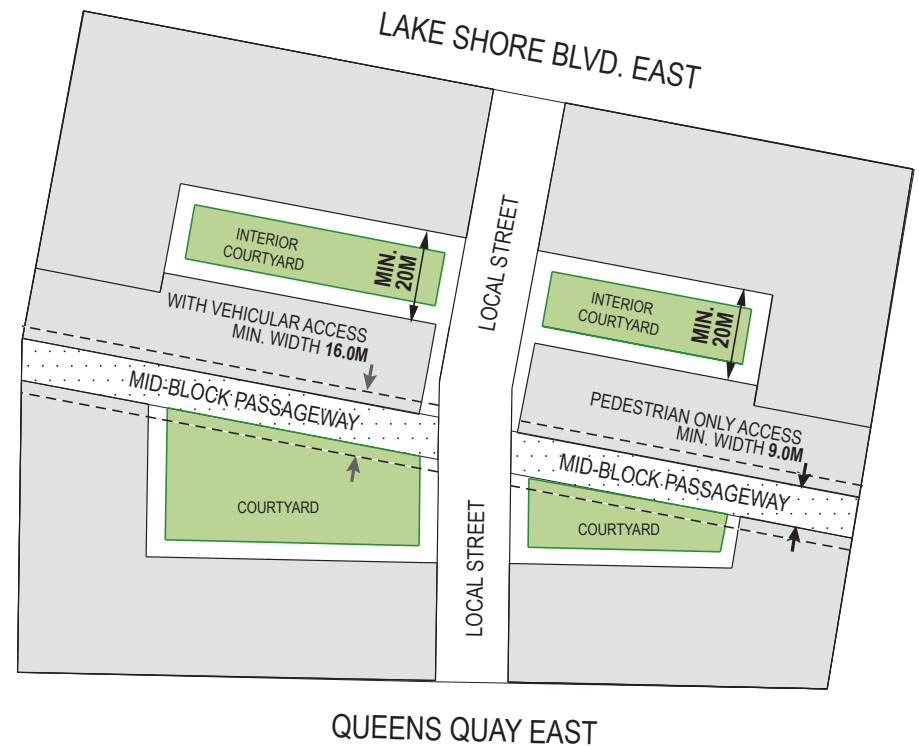 LAKE SHORE BLVD. EAST
LOCAL STREET
INTERIOR
COURTYARD
MIN.
20M
INTERIOR
COURTYARD
MIN.
20M
WITH VEHICULAR ACCESS
MIN. WIDTH 16.0M
MID-BLOCK PASSAGEWAY
PEDESTRIAN ONLY ACCESS
MIN. WIDTH 9.0M
MID-BLOCK PASSAGEWAY
COURTYARD
LOCAL STREET
COURTYARD
QUEENS QUAY EAST